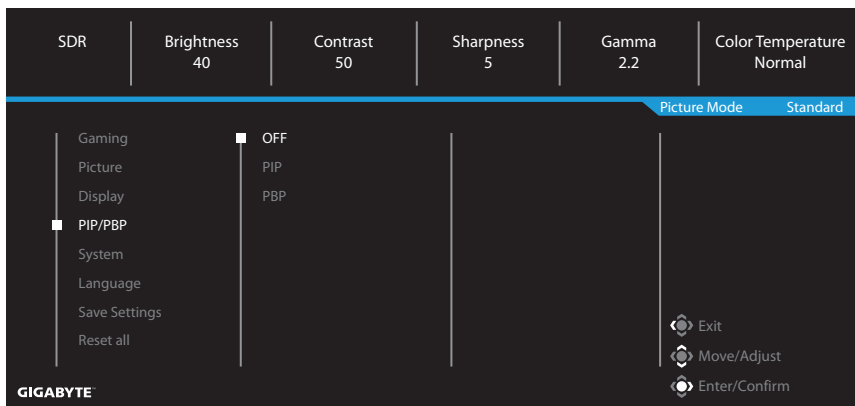 SDR Brightness Contrast Sharpness Gamma Color Temperature
40 50 5 2.2 Normal
Picture Mode Standard
Gaming OFF
Picture PIP
Display PBP
PIP/PBP
System
Language
Save Settings
Reset all
Exit
Move/Adjust
Enter/Confirm
GIGABYTE™